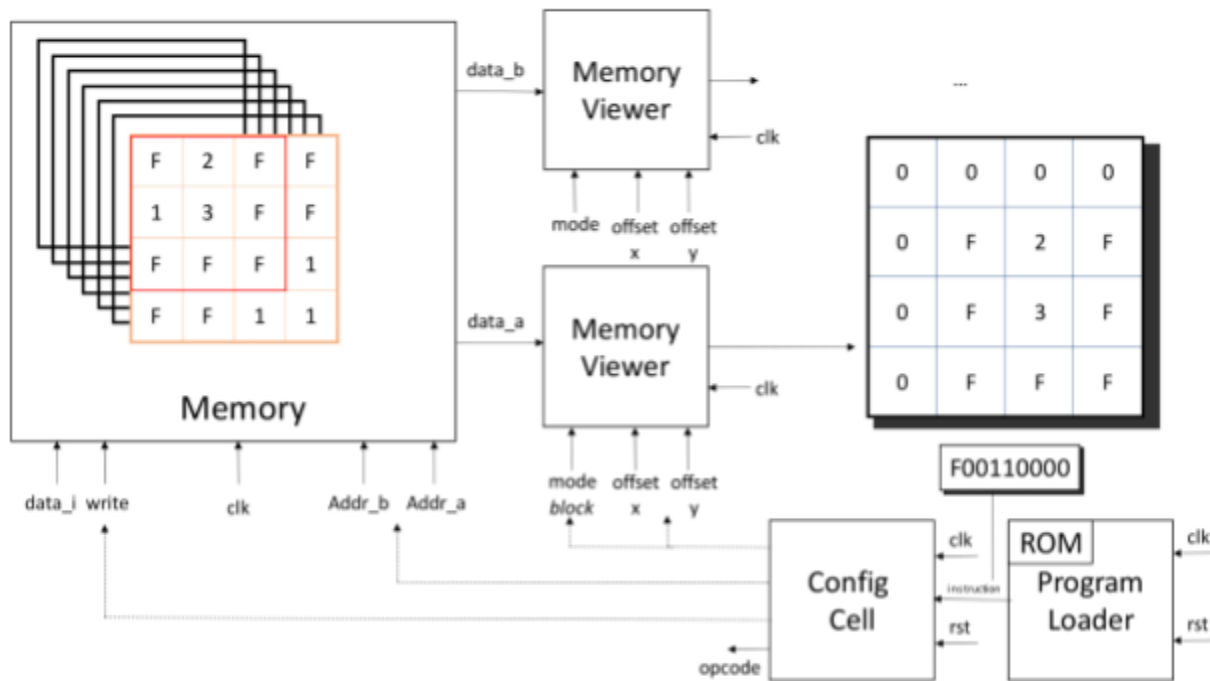 data_b
Memory
Viewer
...
clk
mode
offset
x
offset
y
F 2 F F
1 3 F F
F F F 1
F F 1 1
Memory
data_a
Memory
Viewer
clk
mode
block
offset
x
offset
y
0 0 0 0
0 F 2 F
0 F 3 F
0 F F F
F00110000
data_i
write
clk
Addr_b
Addr_a
Config
Cell
clk
instruction
rst
opcode
ROM
Program
Loader
clk
rst